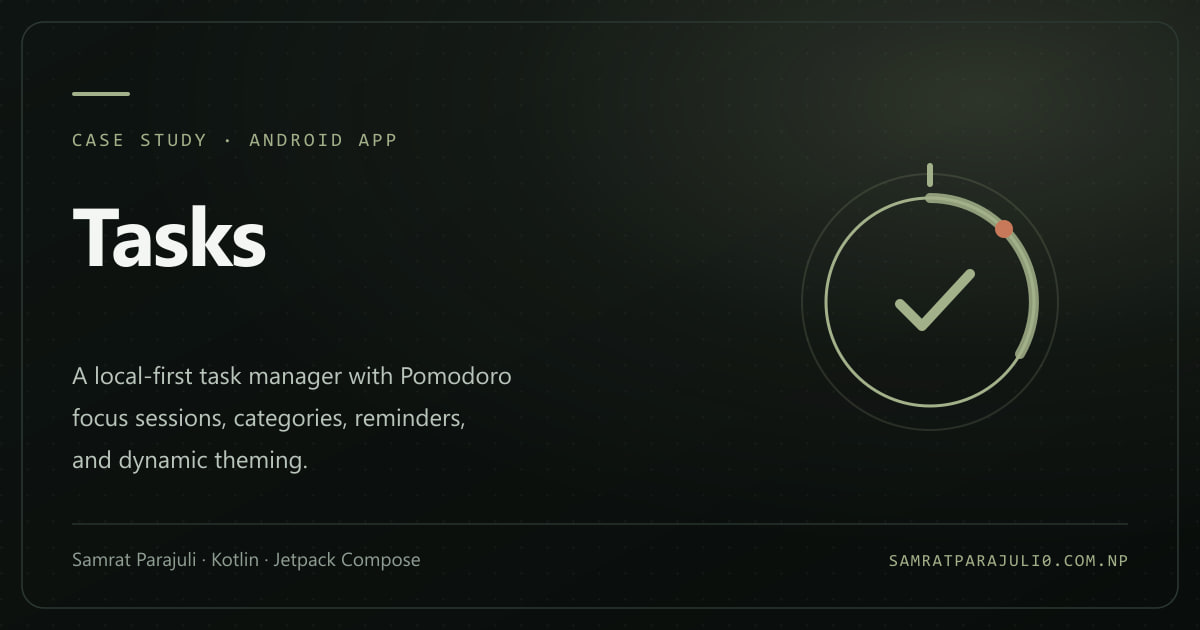 CASE STUDY · ANDROID APP
Tasks
A local-first task manager with Pomodoro
focus sessions, categories, reminders,
and dynamic theming.
Samrat Parajuli · Kotlin · Jetpack Compose
SAMRATPARAJULI0.COM.NP